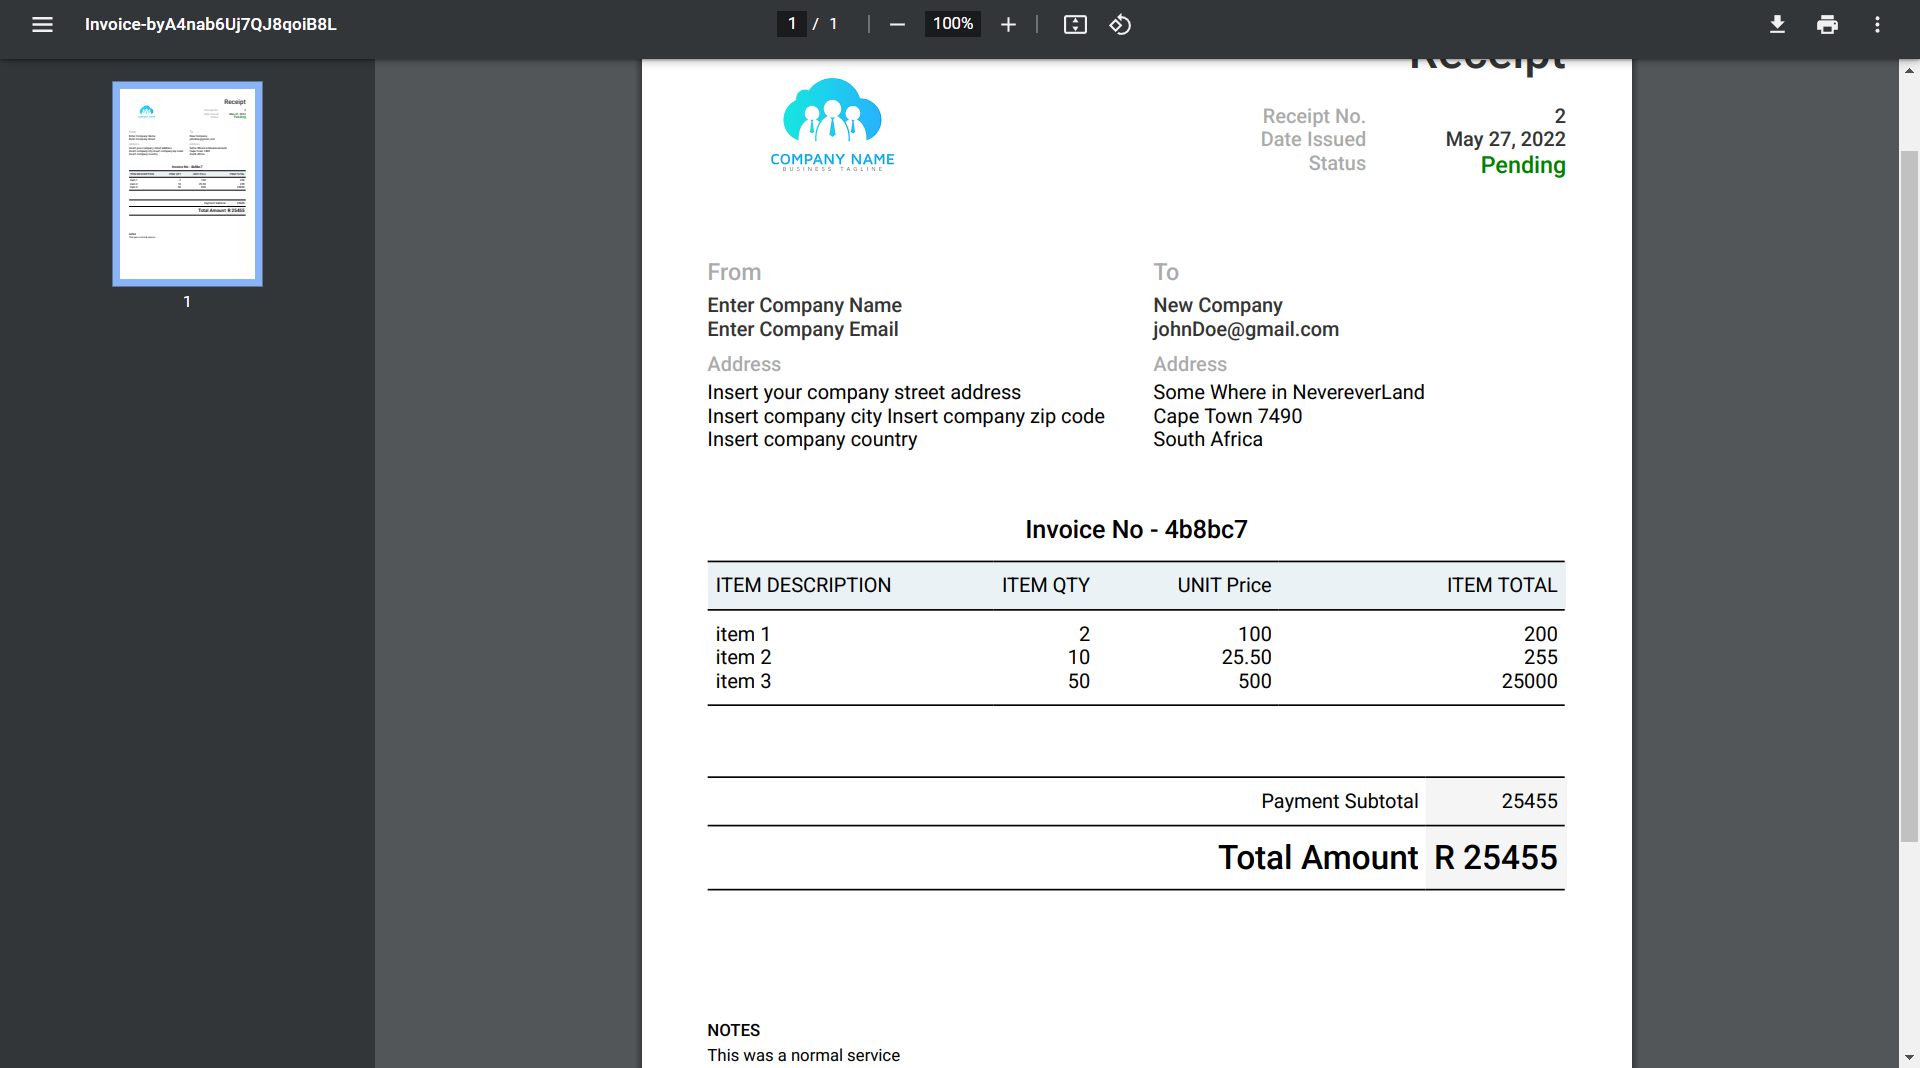 Invoice-byA4nab6Uj7QJ8qoiB8L
1 / 1
100%
1
Receipt
COMPANY NAME
BUSINESS TAGLINE
Receipt No. 2
Date Issued May 27, 2022
Status Pending
From
Enter Company Name
Enter Company Email
Address
Insert your company street address
Insert company city Insert company zip code
Insert company country
To
New Company
johnDoe@gmail.com
Address
Some Where in NevereverLand
Cape Town 7490
South Africa
Invoice No - 4b8bc7
ITEM DESCRIPTION ITEM QTY UNIT Price ITEM TOTAL
item 1 2 100 200
item 2 10 25.50 255
item 3 50 500 25000
Payment Subtotal 25455
Total Amount R 25455
NOTES
This was a normal service